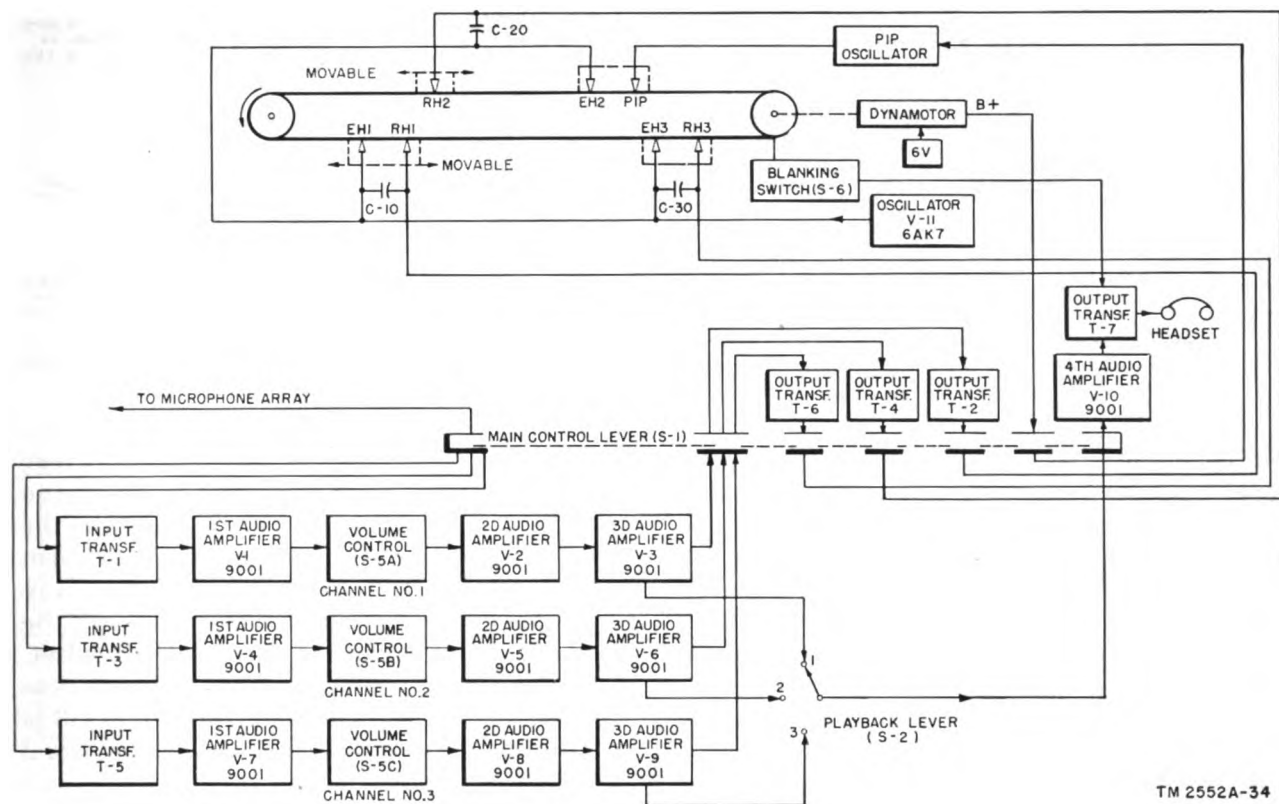 C-20
PIP
OSCILLATOR
MOVABLE
RH2
EH2
PIP
DYNAMOTOR
B+
6V
EH1
RH1
EH3
RH3
MOVABLE
BLANKING
SWITCH(S-6)
C-10
C-30
OSCILLATOR
V-11
6AK7
OUTPUT
TRANSF.
T-7
HEADSET
4TH AUDIO
AMPLIFIER
V-10
9001
OUTPUT
TRANSF.
T-6
OUTPUT
TRANSF.
T-4
OUTPUT
TRANSF.
T-2
TO MICROPHONE ARRAY
MAIN CONTROL LEVER (S-1)
INPUT
TRANSF.
T-1
1ST AUDIO
AMPLIFIER
V-1
9001
VOLUME
CONTROL
(S-5A)
2D AUDIO
AMPLIFIER
V-2
9001
3D AUDIO
AMPLIFIER
V-3
9001
CHANNEL NO.1
INPUT
TRANSF.
T-3
1ST AUDIO
AMPLIFIER
V-4
9001
VOLUME
CONTROL
(S-5B)
2D AUDIO
AMPLIFIER
V-5
9001
3D AUDIO
AMPLIFIER
V-6
9001
CHANNEL NO.2
1
2
3
PLAYBACK LEVER
(S-2)
INPUT
TRANSF.
T-5
1ST AUDIO
AMPLIFIER
V-7
9001
VOLUME
CONTROL
(S-5C)
2D AUDIO
AMPLIFIER
V-8
9001
3D AUDIO
AMPLIFIER
V-9
9001
CHANNEL NO.3
TM 2552A-34